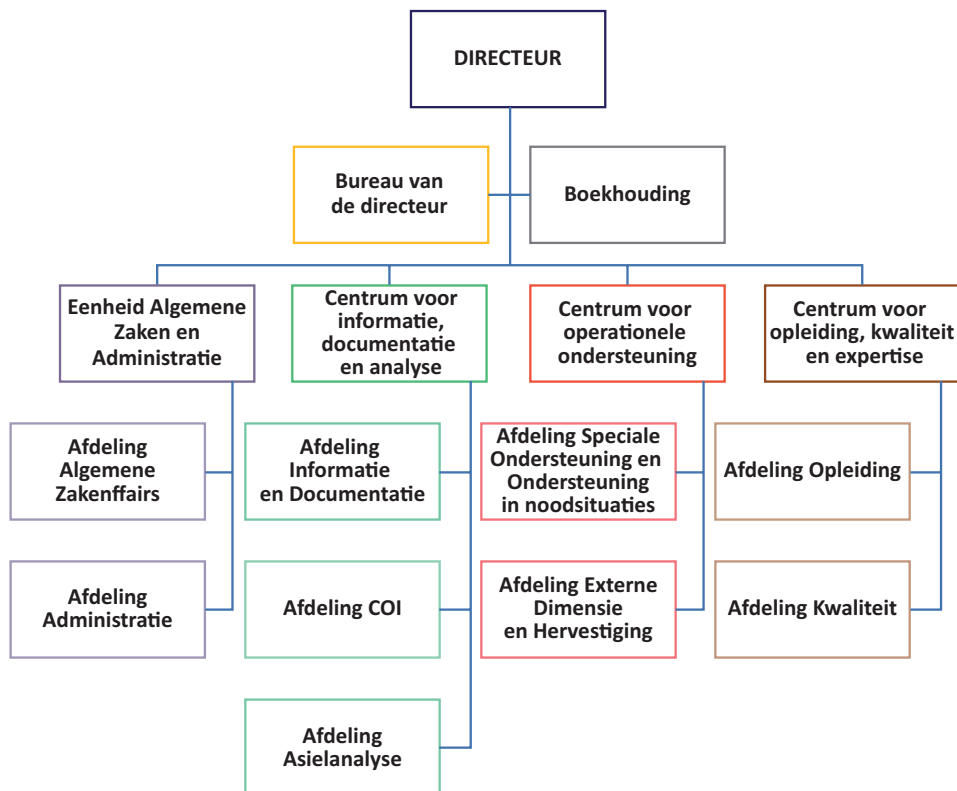 DIRECTEUR
Bureau van
de directeur
Boekhouding
Eenheid Algemene
Zaken en
Administratie
Centrum voor
informatie,
documentatie
en analyse
Centrum voor
operationele
ondersteuning
Centrum voor
opleiding, kwaliteit
en expertise
Afdeling
Algemene
Zakenffairs
Afdeling
Informatie
en Documentatie
Afdeling Speciale
Ondersteuning en
Ondersteuning
in noodsituaties
Afdeling Opleiding
Afdeling
Administratie
Afdeling COI
Afdeling Externe
Dimensie
en Hervestiging
Afdeling Kwaliteit
Afdeling
Asielanalyse